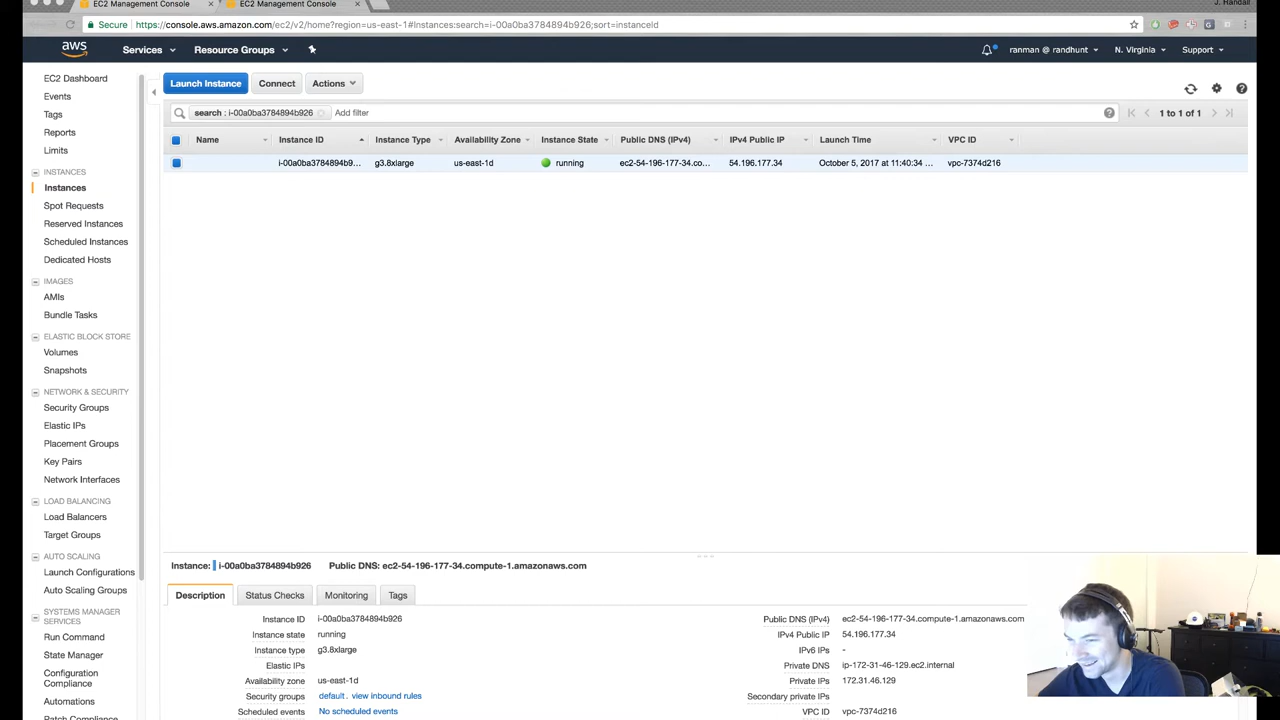 J. Randall
EC2 Management Console
EC2 Management Console
Secure
https://console.aws.amazon.com/ec2/v2/home?region=us-east-1#Instances:search=i-00a0ba3784894b926;sort=instanceId
aws
Services
Resource Groups
ranman @ randhunt
N. Virginia
Support
EC2 Dashboard
Events
Tags
Reports
Limits
INSTANCES
Instances
Spot Requests
Reserved Instances
Scheduled Instances
Dedicated Hosts
IMAGES
AMIs
Bundle Tasks
ELASTIC BLOCK STORE
Volumes
Snapshots
NETWORK & SECURITY
Security Groups
Elastic IPs
Placement Groups
Key Pairs
Network Interfaces
LOAD BALANCING
Load Balancers
Target Groups
AUTO SCALING
Launch Configurations
Auto Scaling Groups
SYSTEMS MANAGER
SERVICES
Run Command
State Manager
Configuration
Compliance
Automations
Patch Compliance
Launch Instance
Connect
Actions
search : i-00a0ba3784894b926
Add filter
1 to 1 of 1
Name
Instance ID
Instance Type
Availability Zone
Instance State
Public DNS (IPv4)
IPv4 Public IP
Launch Time
VPC ID
i-00a0ba3784894b9...
g3.8xlarge
us-east-1d
running
ec2-54-196-177-34.co...
54.196.177.34
October 5, 2017 at 11:40:34 ...
vpc-7374d216
Instance: i-00a0ba3784894b926
Public DNS: ec2-54-196-177-34.compute-1.amazonaws.com
Description
Status Checks
Monitoring
Tags
Instance ID i-00a0ba3784894b926
Instance state running
Instance type g3.8xlarge
Elastic IPs
Availability zone us-east-1d
Security groups default . view inbound rules
Scheduled events No scheduled events
Public DNS (IPv4) ec2-54-196-177-34.compute-1.amazonaws.com
IPv4 Public IP 54.196.177.34
IPv6 IPs -
Private DNS ip-172-31-46-129.ec2.internal
Private IPs 172.31.46.129
Secondary private IPs
VPC ID vpc-7374d216